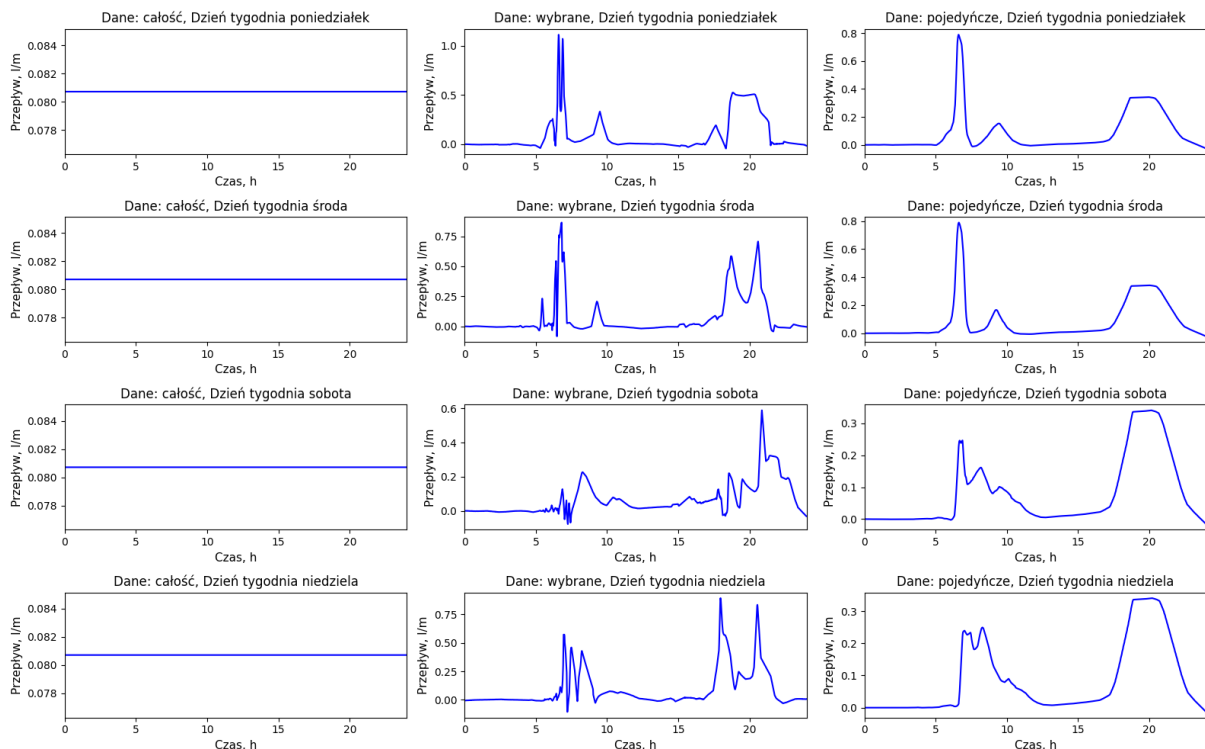 Dane: całość, Dzień tygodnia poniedziałek
Dane: wybrane, Dzień tygodnia poniedziałek
Dane: pojedyńcze, Dzień tygodnia poniedziałek
Przepływ, l/m
0.084
0.082
0.080
0.078
0 5 10 15 20
Czas, h
Przepływ, l/m
1.0
0.5
0.0
0 5 10 15 20
Czas, h
Przepływ, l/m
0.8
0.6
0.4
0.2
0.0
0 5 10 15 20
Czas, h
Dane: całość, Dzień tygodnia środa
Dane: wybrane, Dzień tygodnia środa
Dane: pojedyńcze, Dzień tygodnia środa
Przepływ, l/m
0.084
0.082
0.080
0.078
0 5 10 15 20
Czas, h
Przepływ, l/m
0.75
0.50
0.25
0.00
0 5 10 15 20
Czas, h
Przepływ, l/m
0.8
0.6
0.4
0.2
0.0
0 5 10 15 20
Czas, h
Dane: całość, Dzień tygodnia sobota
Dane: wybrane, Dzień tygodnia sobota
Dane: pojedyńcze, Dzień tygodnia sobota
Przepływ, l/m
0.084
0.082
0.080
0.078
0 5 10 15 20
Czas, h
Przepływ, l/m
0.6
0.4
0.2
0.0
0 5 10 15 20
Czas, h
Przepływ, l/m
0.3
0.2
0.1
0.0
0 5 10 15 20
Czas, h
Dane: całość, Dzień tygodnia niedziela
Dane: wybrane, Dzień tygodnia niedziela
Dane: pojedyńcze, Dzień tygodnia niedziela
Przepływ, l/m
0.084
0.082
0.080
0.078
0 5 10 15 20
Czas, h
Przepływ, l/m
0.75
0.50
0.25
0.00
0 5 10 15 20
Czas, h
Przepływ, l/m
0.3
0.2
0.1
0.0
0 5 10 15 20
Czas, h